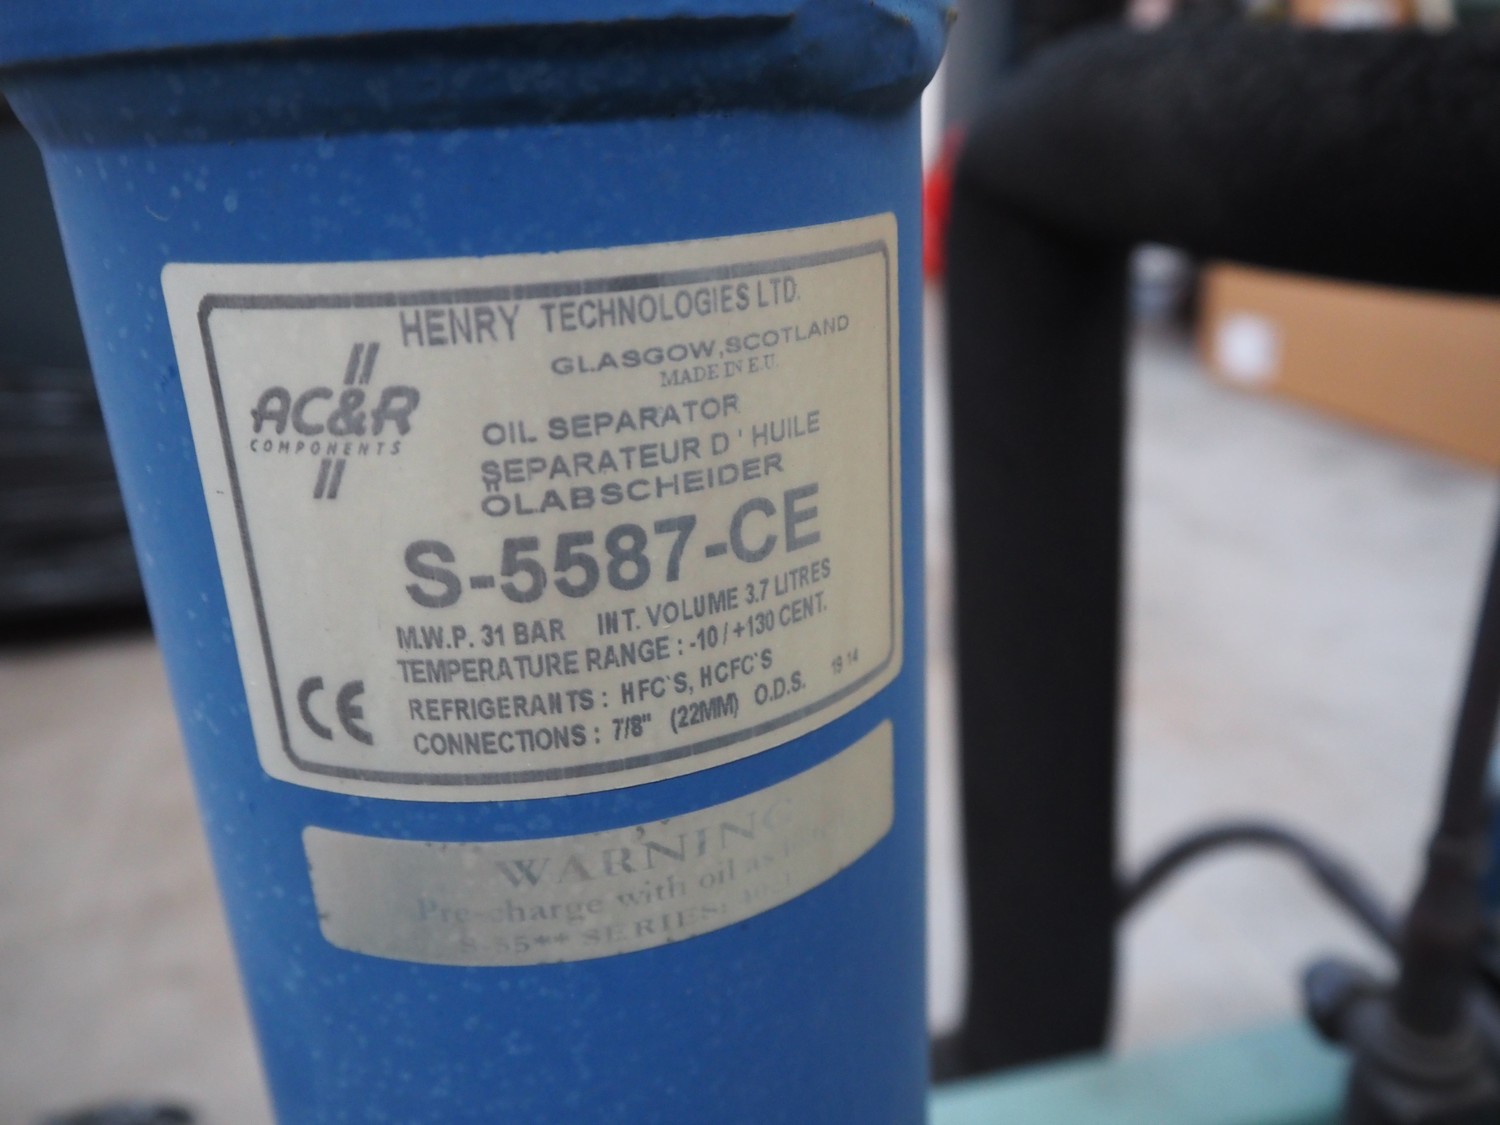 HENRY TECHNOLOGIES LTD.
GLASGOW, SCOTLAND
MADE IN E.U.
AC&R
COMPONENTS
OIL SEPARATOR
SEPARATEUR D'HUILE
ÖLABSCHEIDER
S-5587-CE
M.W.P. 31 BAR INT. VOLUME 3.7 LITRES
TEMPERATURE RANGE : -10 / +130 CENT.
REFRIGERANTS : HFC`S, HCFC`S
CONNECTIONS : 7/8" (22MM) O.D.S.
19 14
CE
WARNING
Pre-charge with oil
S-55** SERIES: